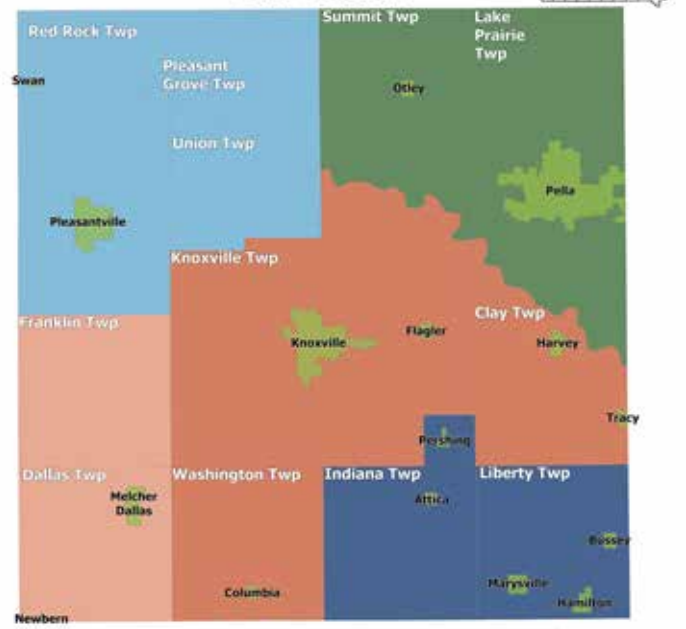 Red Rock Twp
Summit Twp
Lake
Prairie
Twp
Swan
Pleasant
Grove Twp
Otley
Union Twp
Pella
Pleasantville
Knoxville Twp
Franklin Twp
Clay Twp
Knoxville
Flagler
Harvey
Tracy
Pershing
Dallas Twp
Washington Twp
Indiana Twp
Liberty Twp
Melcher
Dallas
Attica
Bussey
Marysville
Columbia
Hamilton
Newbern